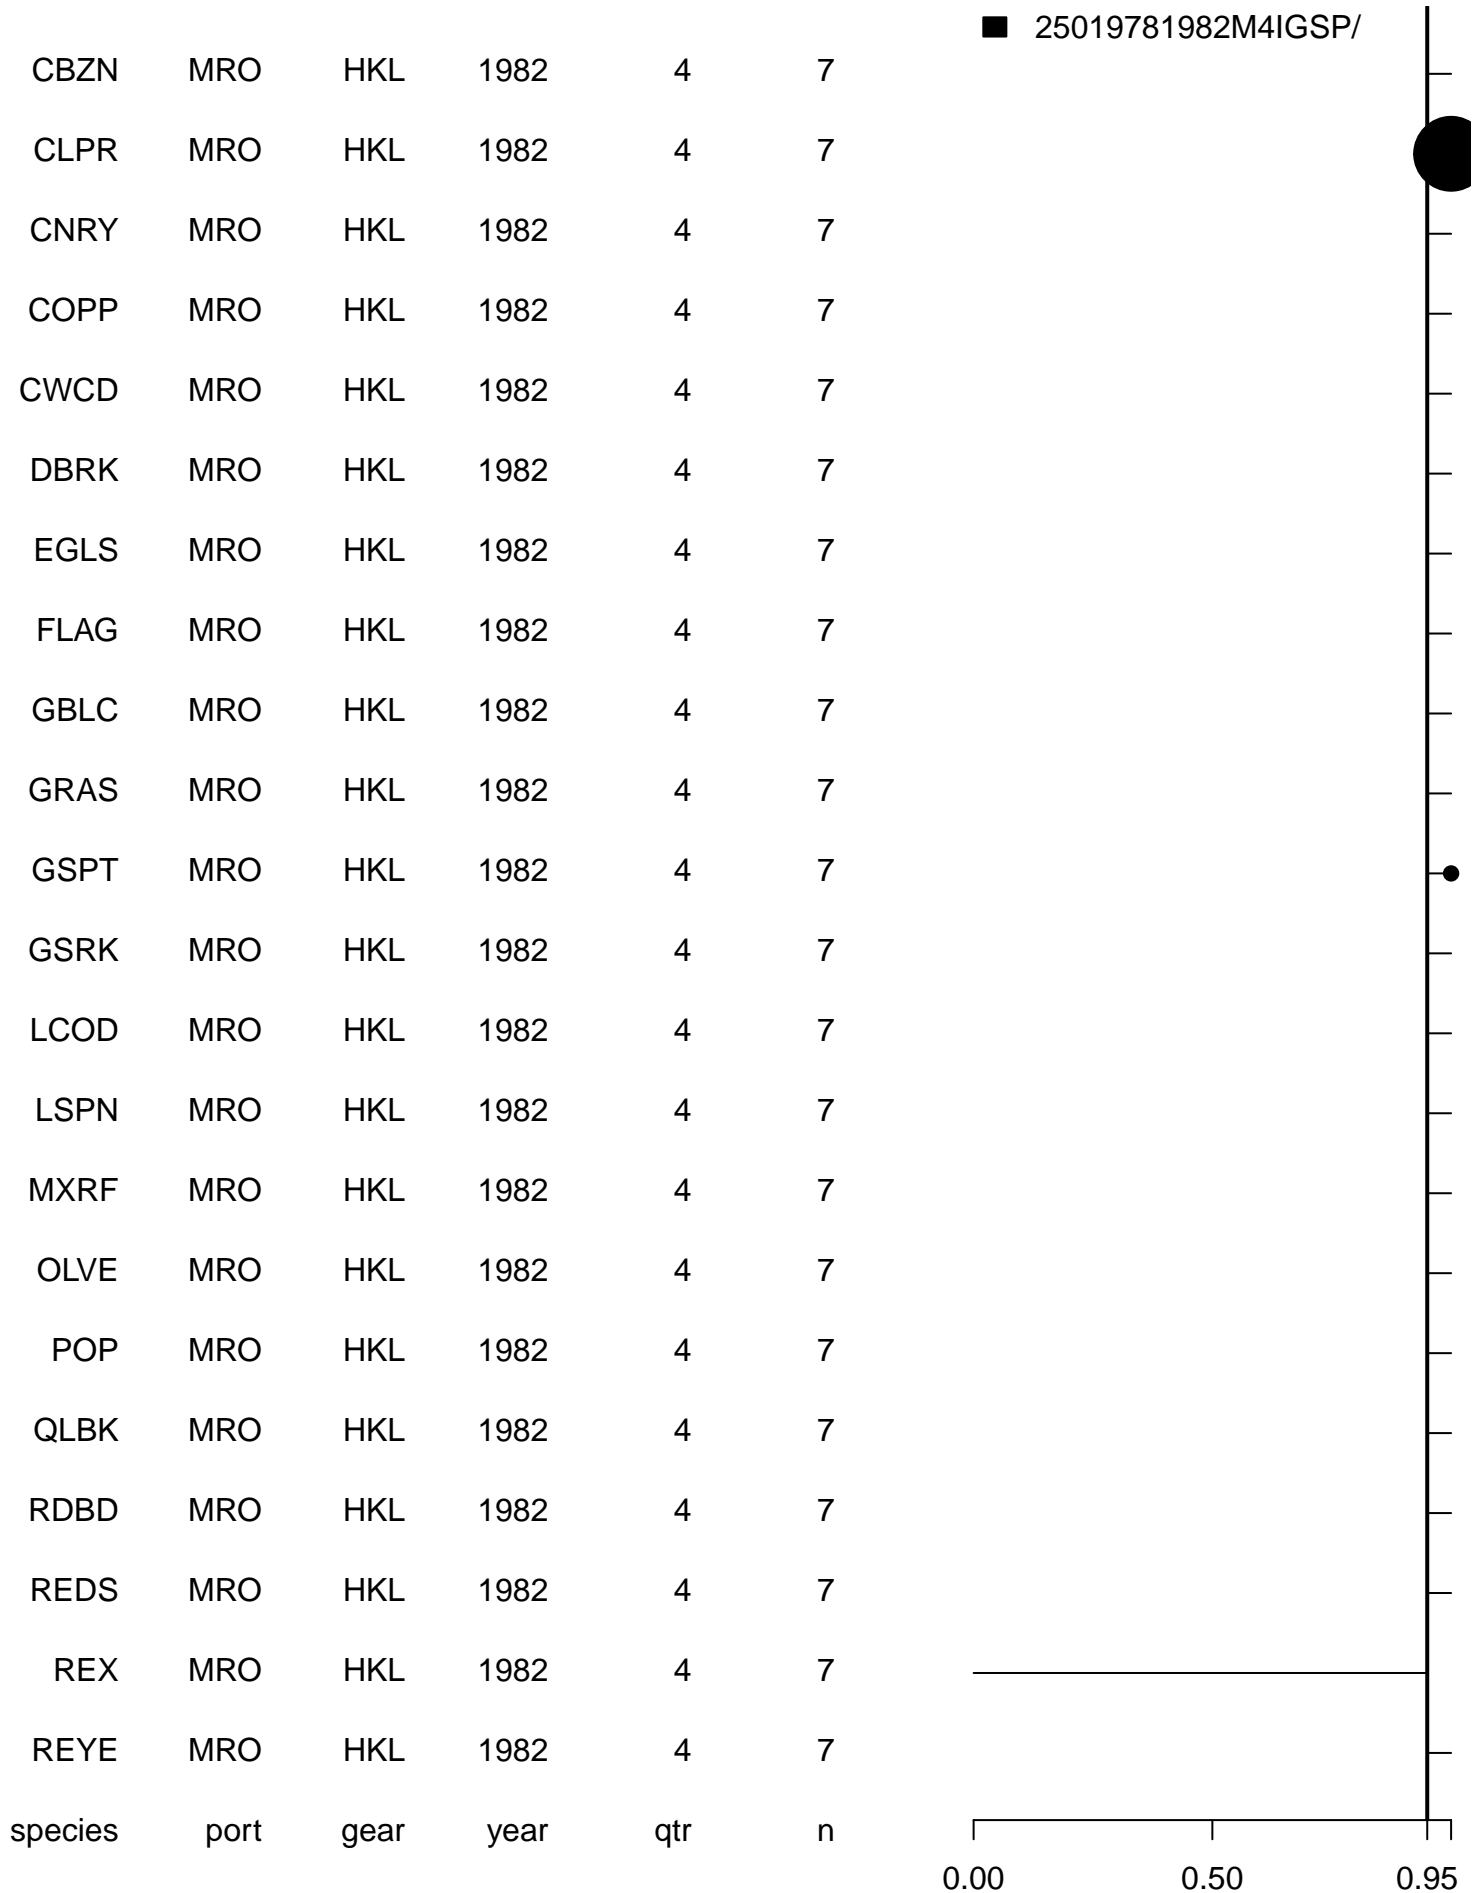 25019781982M4IGSP/
CBZN MRO HKL 1982 4 7
CLPR MRO HKL 1982 4 7
CNRY MRO HKL 1982 4 7
COPP MRO HKL 1982 4 7
CWCD MRO HKL 1982 4 7
DBRK MRO HKL 1982 4 7
EGLS MRO HKL 1982 4 7
FLAG MRO HKL 1982 4 7
GBLC MRO HKL 1982 4 7
GRAS MRO HKL 1982 4 7
GSPT MRO HKL 1982 4 7
GSRK MRO HKL 1982 4 7
LCOD MRO HKL 1982 4 7
LSPN MRO HKL 1982 4 7
MXRF MRO HKL 1982 4 7
OLVE MRO HKL 1982 4 7
POP MRO HKL 1982 4 7
QLBK MRO HKL 1982 4 7
RDBD MRO HKL 1982 4 7
REDS MRO HKL 1982 4 7
REX MRO HKL 1982 4 7
REYE MRO HKL 1982 4 7
species port gear year qtr n
0.00 0.50 0.95